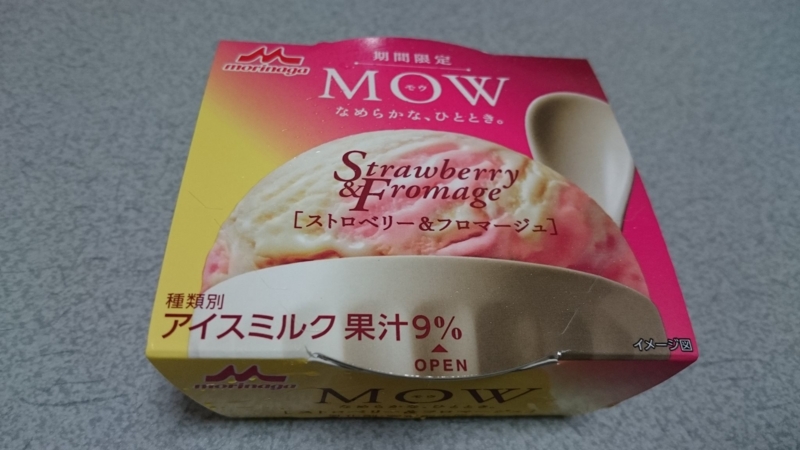 morinaga
期間限定
MOW
モウ
なめらかな、ひととき。
Strawberry
&Fromage
[ストロベリー&フロマージュ]
種類別
アイスミルク 果汁9%
イメージ図
OPEN
morinaga
MOW